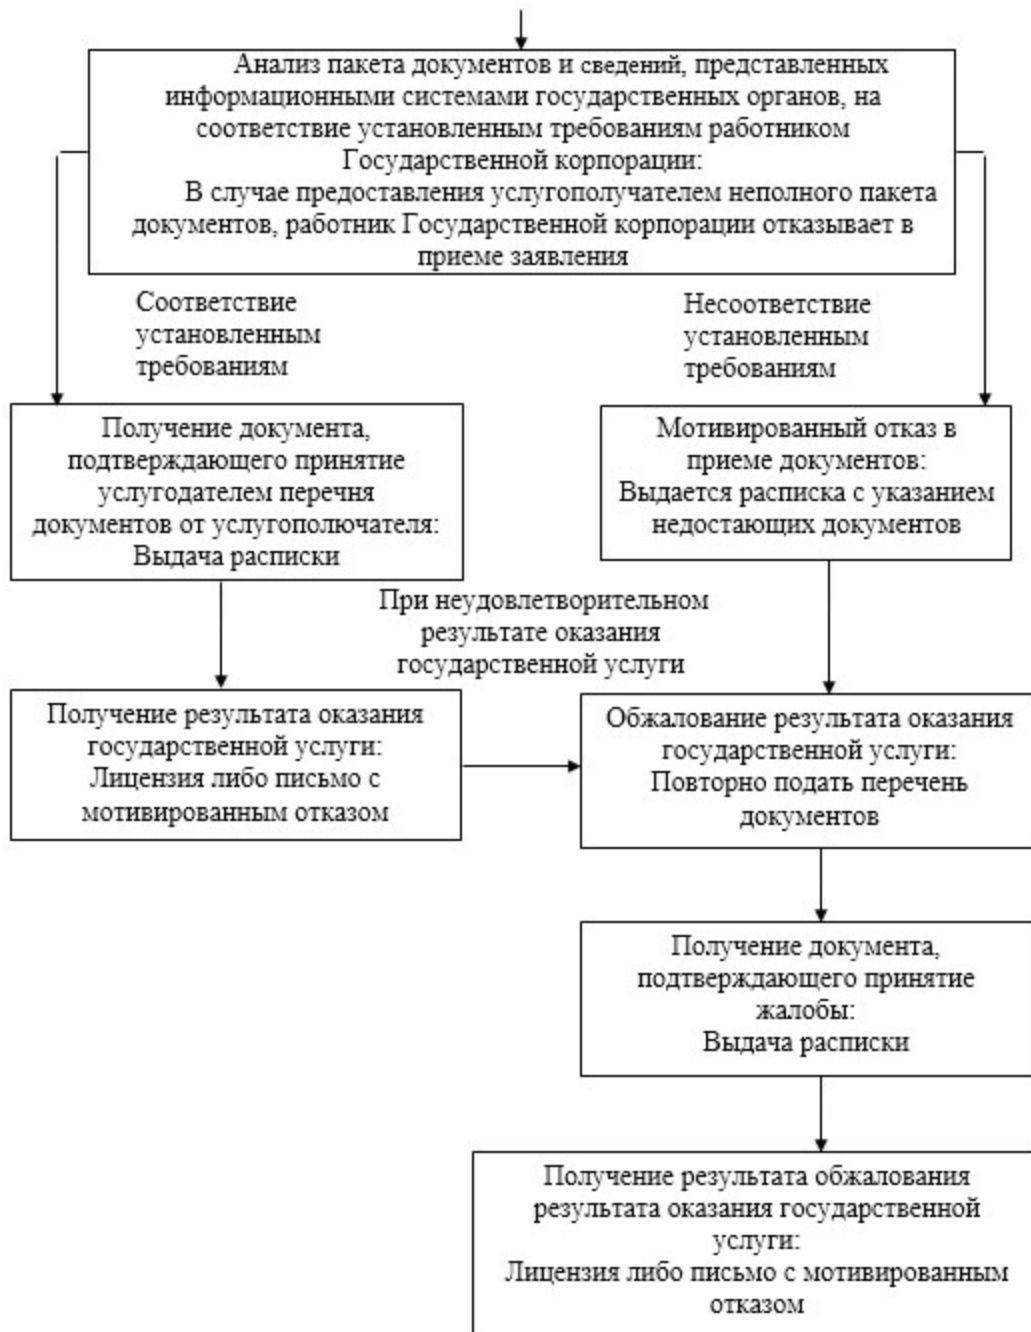 Анализ пакета документов и сведений, представленных
информационными системами государственных органов, на
соответствие установленным требованиям работником
Государственной корпорации:
В случае предоставления услугополучателем неполного пакета
документов, работник Государственной корпорации отказывает в
приеме заявления
Соответствие
установленным
требованиям
Несоответствие
установленным
требованиям
Получение документа,
подтверждающего принятие
услугодателем перечня
документов от услугополючателя:
Выдача расписки
Мотивированный отказ в
приеме документов:
Выдается расписка с указанием
недостающих документов
При неудовлетворительном
результате оказания
государственной услуги
Получение результата оказания
государственной услуги:
Лицензия либо письмо с
мотивированным отказом
Обжалование результата оказания
государственной услуги:
Повторно подать перечень
документов
Получение документа,
подтверждающего принятие
жалобы:
Выдача расписки
Получение результата обжалования
результата оказания государственной
услуги:
Лицензия либо письмо с мотивированным
отказом